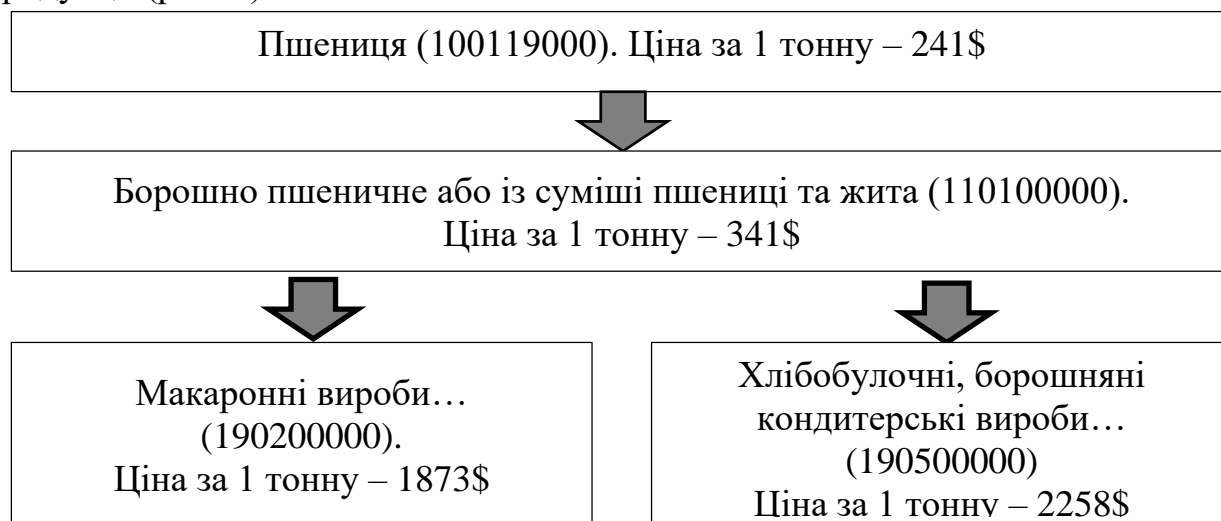 Пшениця (100119000). Ціна за 1 тонну – 241$
Борошно пшеничне або із суміші пшениці та жита (110100000).
Ціна за 1 тонну – 341$
Макаронні вироби…
(190200000).
Ціна за 1 тонну – 1873$
Хлібобулочні, борошняні
кондитерські вироби…
(190500000)
Ціна за 1 тонну – 2258$